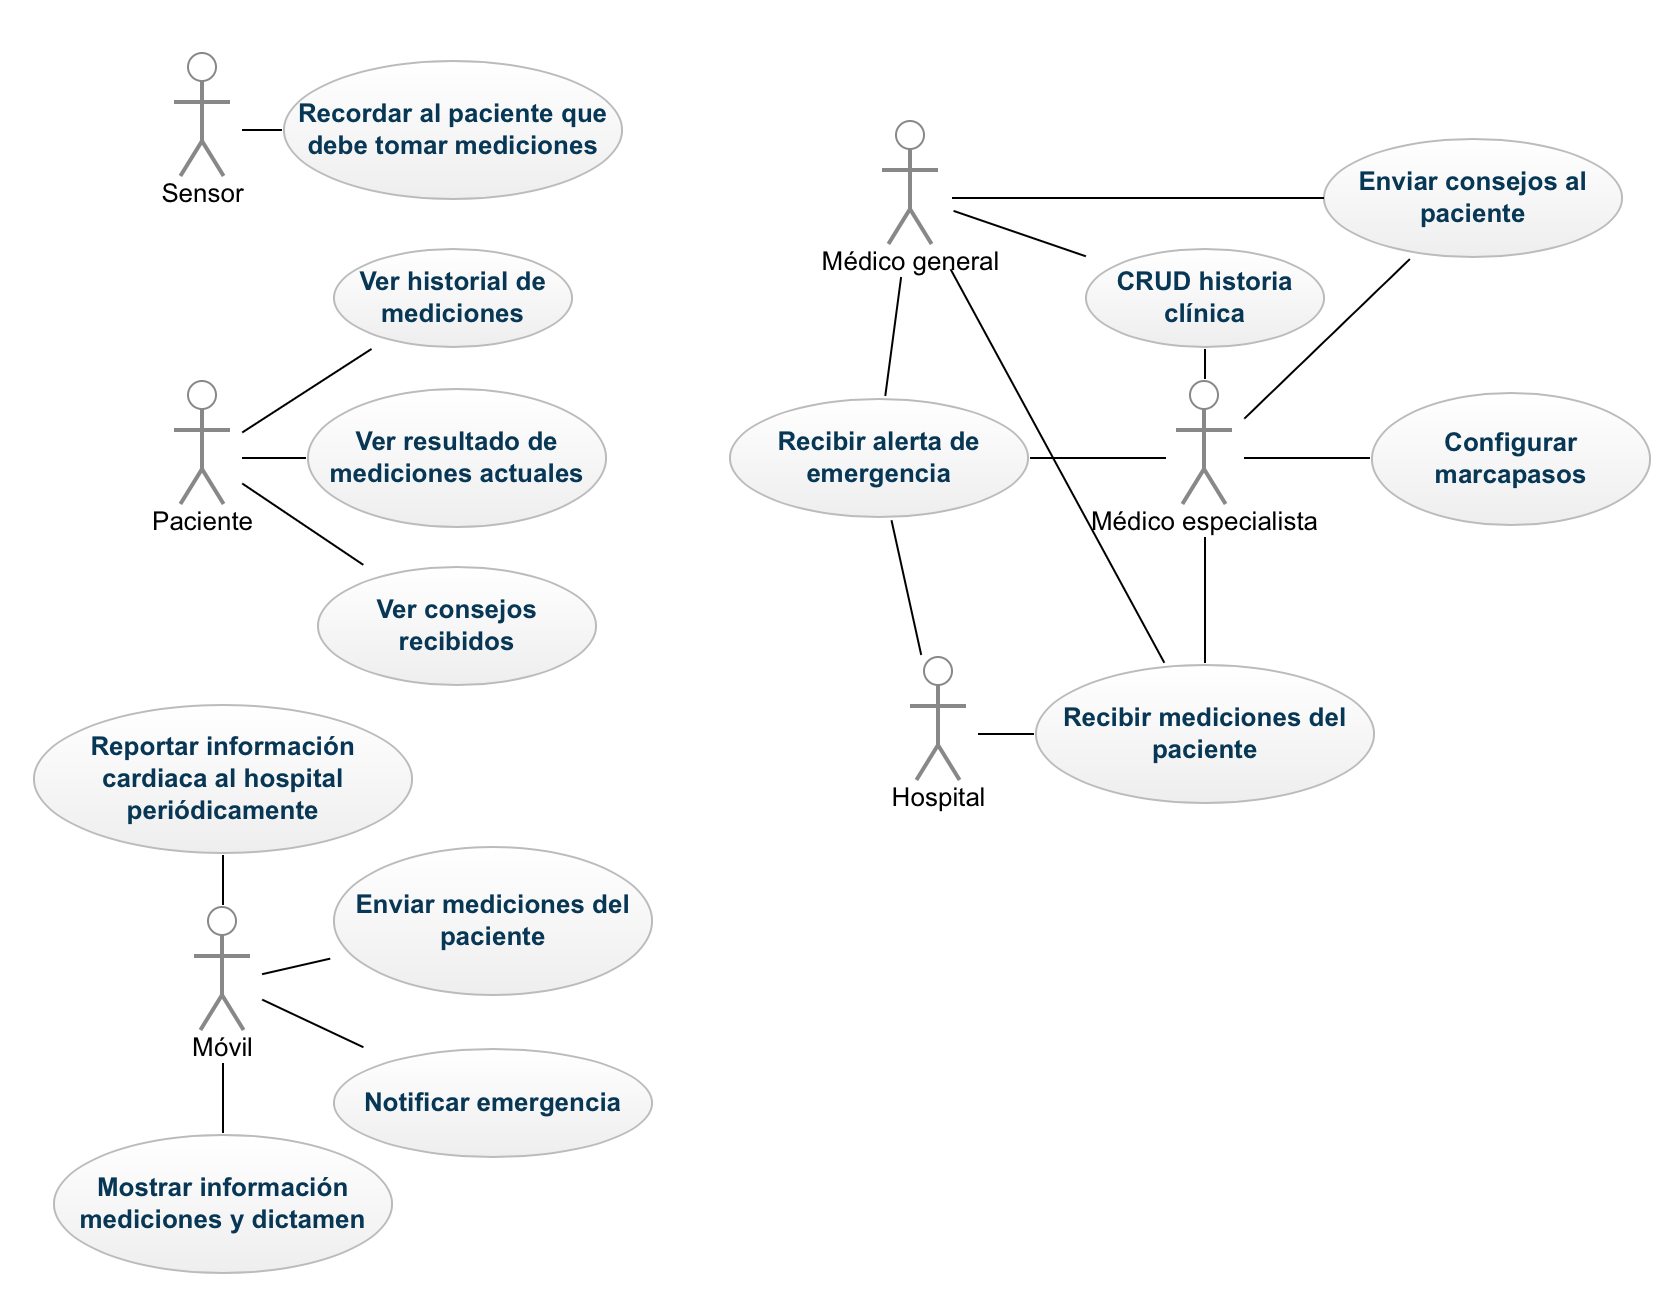 Recordar al paciente que
debe tomar mediciones
Sensor
Ver historial de
mediciones
Ver resultado de
mediciones actuales
Paciente
Ver consejos
recibidos
Reportar información
cardiaca al hospital
periódicamente
Enviar mediciones del
paciente
Móvil
Notificar emergencia
Mostrar información
mediciones y dictamen
Enviar consejos al
paciente
Médico general
CRUD historia
clínica
Recibir alerta de
emergencia
Configurar
marcapasos
Médico especialista
Recibir mediciones del
paciente
Hospital